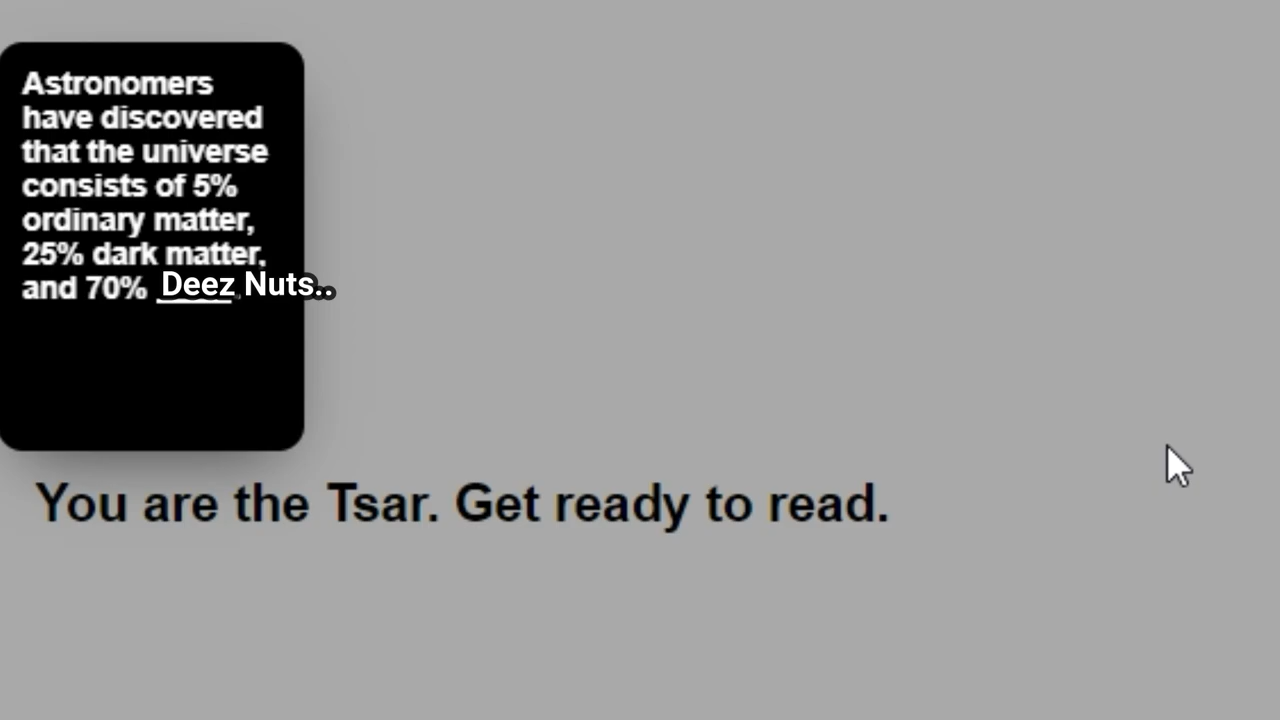 Astronomers
have discovered
that the universe
consists of 5%
ordinary matter,
25% dark matter,
and 70% Deez Nuts..
You are the Tsar. Get ready to read.